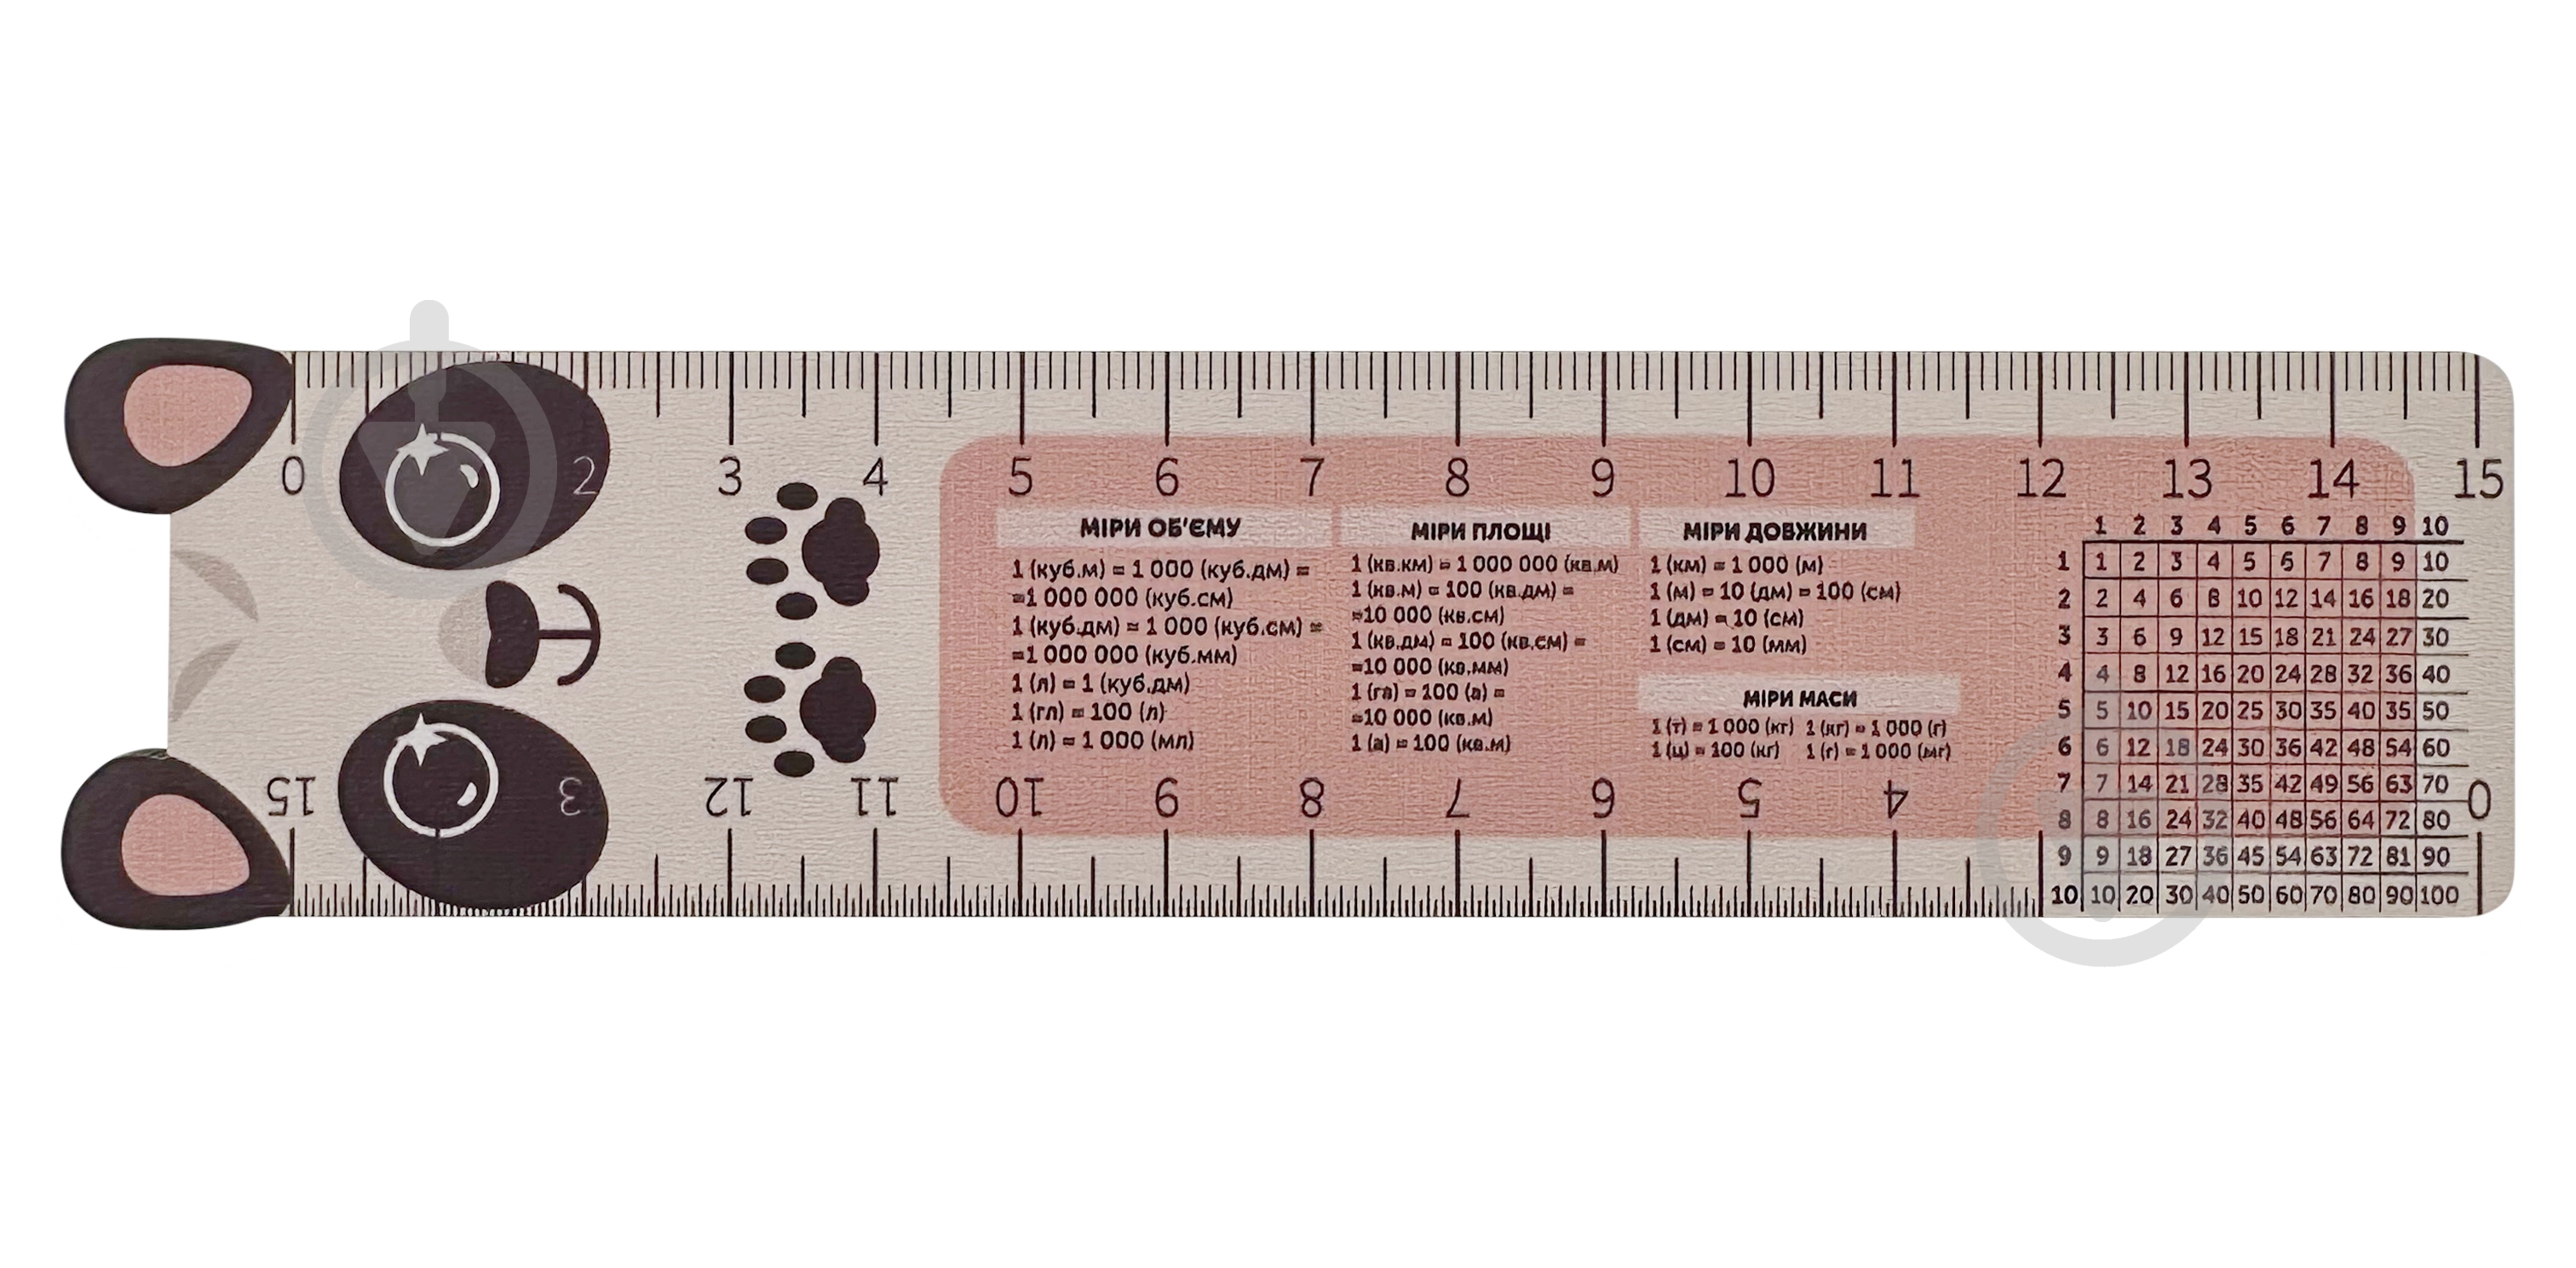 0 2 3 4 5 6 7 8 9 10 11 12 13 14 15
МІРИ ОБ'ЄМУ
1 (куб.м) = 1 000 (куб.дм) =
=1 000 000 (куб.см)
1 (куб.дм) = 1 000 (куб.см) =
=1 000 000 (куб.мм)
1 (л) = 1 (куб.дм)
1 (гл) = 100 (л)
1 (л) = 1 000 (мл)
МІРИ ПЛОЩІ
1 (кв.км) = 1 000 000 (кв.м)
1 (кв.м) = 100 (кв.дм) =
=10 000 (кв.см)
1 (кв.дм) = 100 (кв.см) =
=10 000 (кв.мм)
1 (га) = 100 (а) =
=10 000 (кв.м)
1 (а) = 100 (кв.м)
МІРИ ДОВЖИНИ
1 (км) = 1 000 (м)
1 (м) = 10 (дм) = 100 (см)
1 (дм) = 10 (см)
1 (см) = 10 (мм)
МІРИ МАСИ
1 (т) = 1 000 (кг) 1 (кг) = 1 000 (г)
1 (ц) = 100 (кг) 1 (г) = 1 000 (мг)
1 2 3 4 5 6 7 8 9 10
1 1 2 3 4 5 6 7 8 9 10
2 2 4 6 8 10 12 14 16 18 20
3 3 6 9 12 15 18 21 24 27 30
4 4 8 12 16 20 24 28 32 36 40
5 5 10 15 20 25 30 35 40 35 50
6 6 12 18 24 30 36 42 48 54 60
7 7 14 21 28 35 42 49 56 63 70
8 8 16 24 32 40 48 56 64 72 80
9 9 18 27 36 45 54 63 72 81 90
10 10 20 30 40 50 60 70 80 90 100
15 3 12 11 10 9 8 7 6 5 4 0